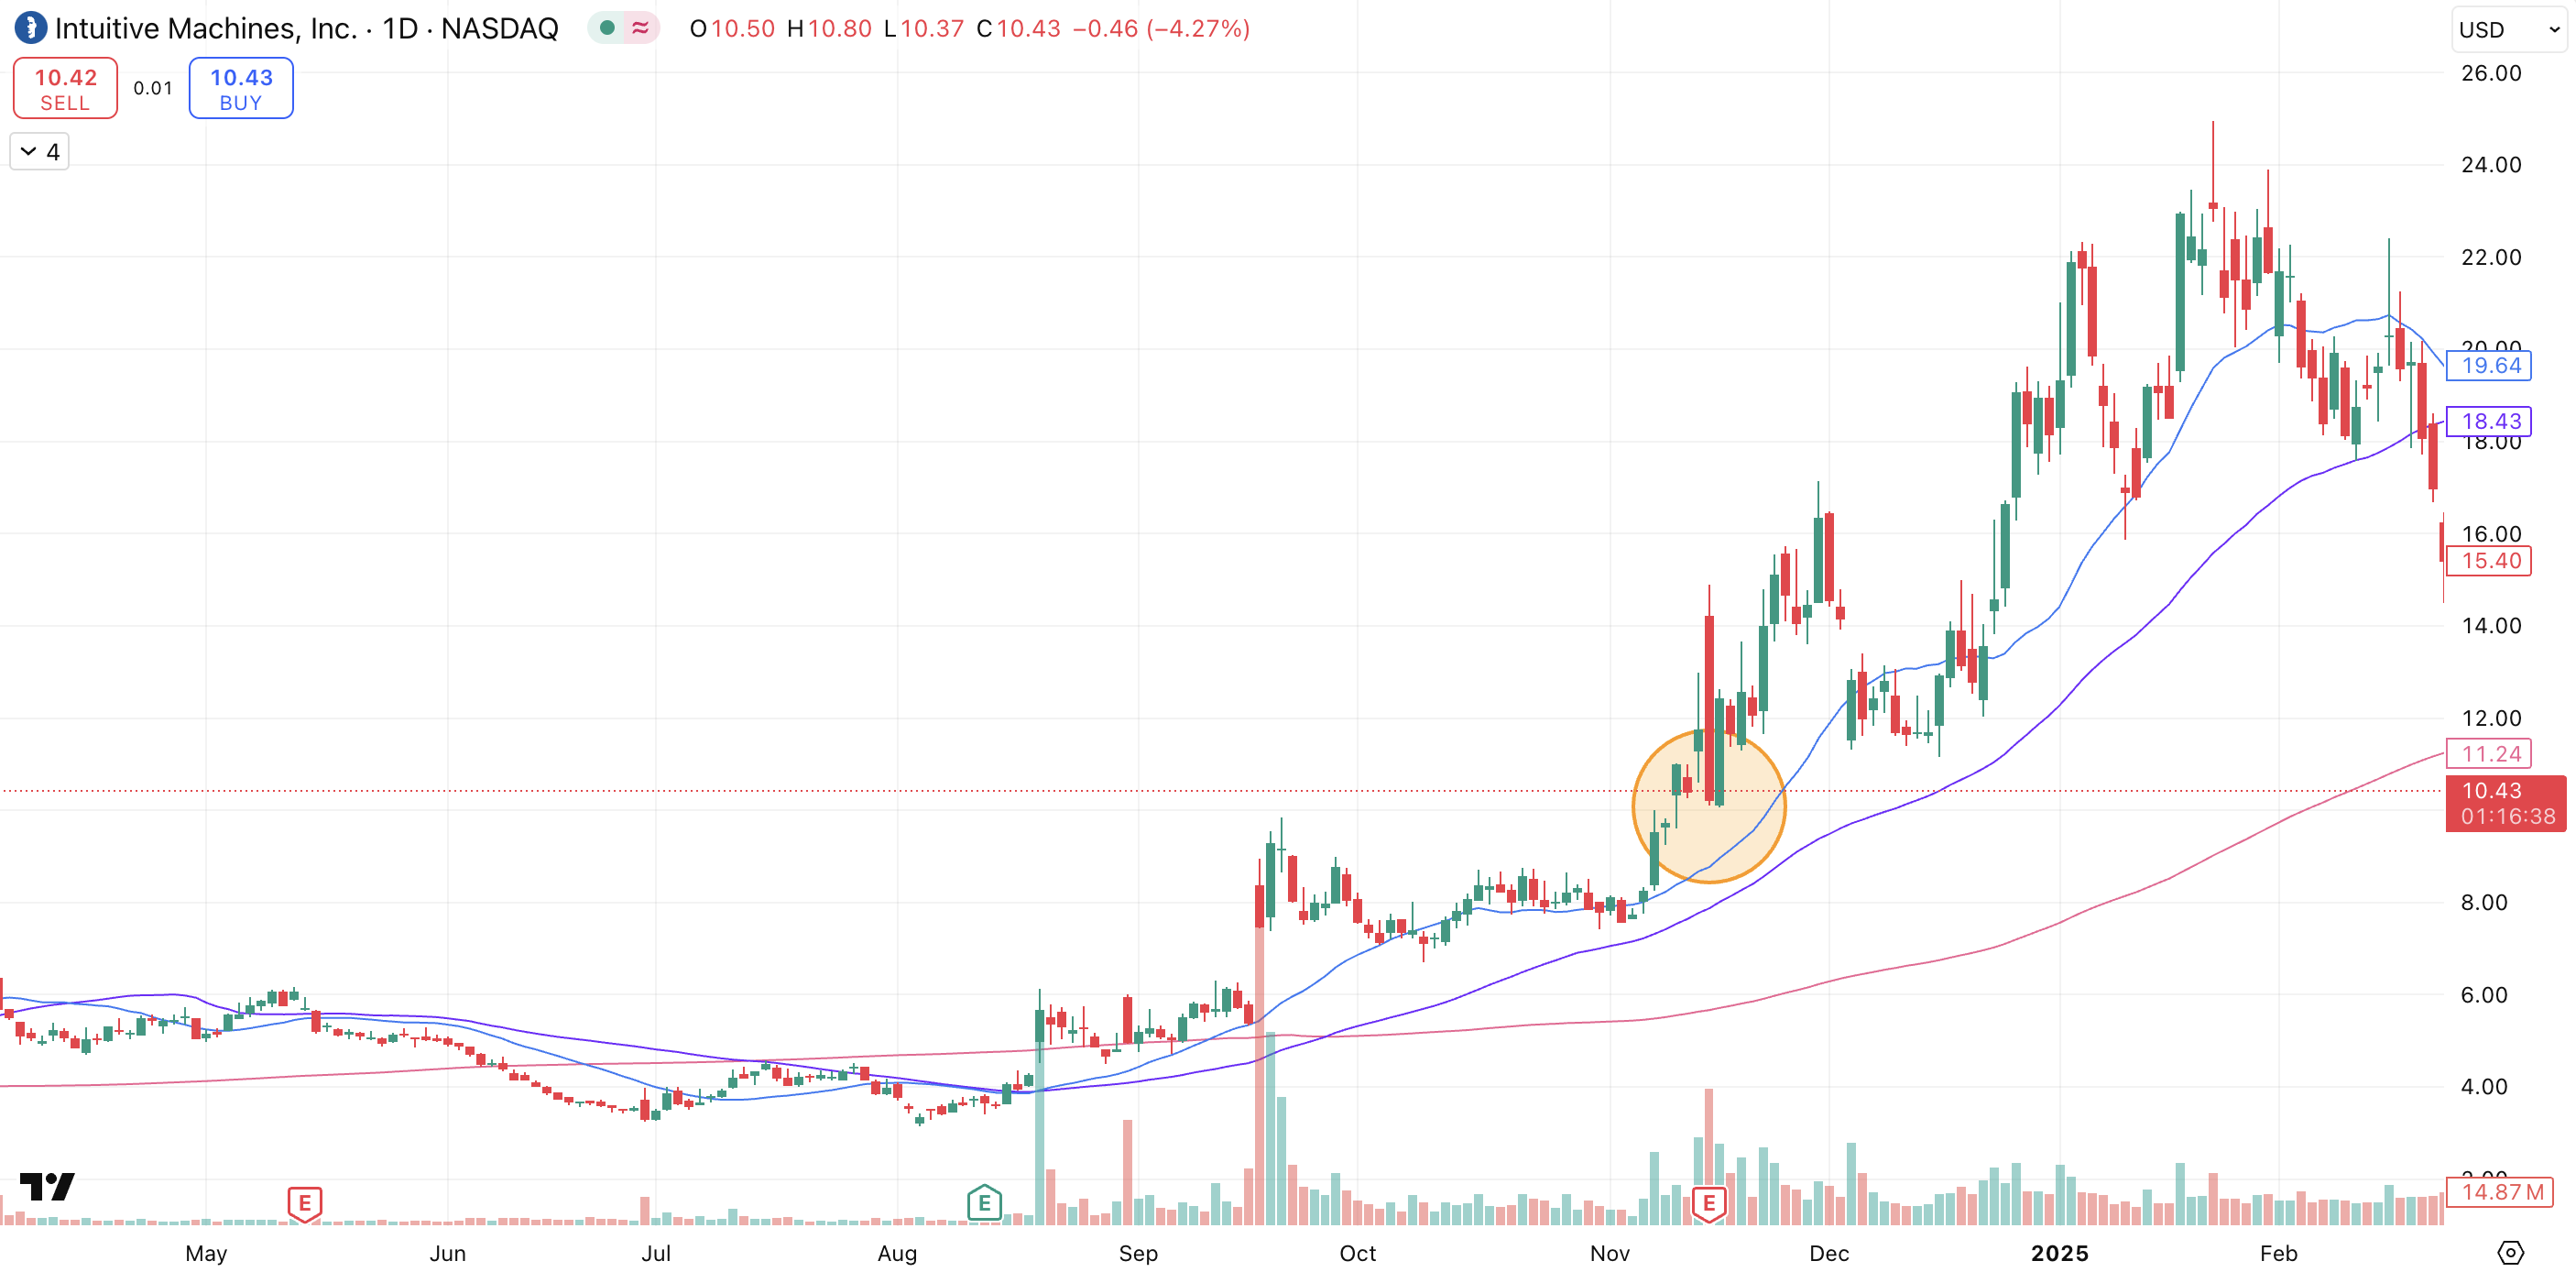 Intuitive Machines, Inc. · 1D · NASDAQ ≈ O10.50 H10.80 L10.37 C10.43 −0.46 (−4.27%)
USD
10.42
SELL
0.01
10.43
BUY
4
26.00
24.00
22.00
20.00
19.64
18.43
18.00
16.00
15.40
14.00
12.00
11.24
10.43
01:16:38
8.00
6.00
4.00
2.00
14.87 M
E
E
E
May Jun Jul Aug Sep Oct Nov Dec 2025 Feb